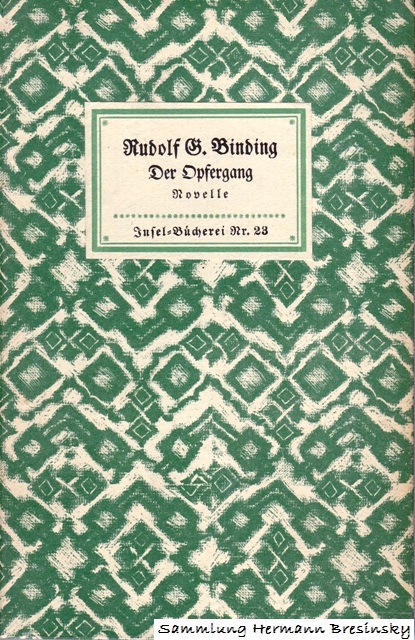 Rudolf G. Binding
Der Opfergang
Novelle
Insel-Bücherei Nr. 23
Sammlung Hermann Bresinsky